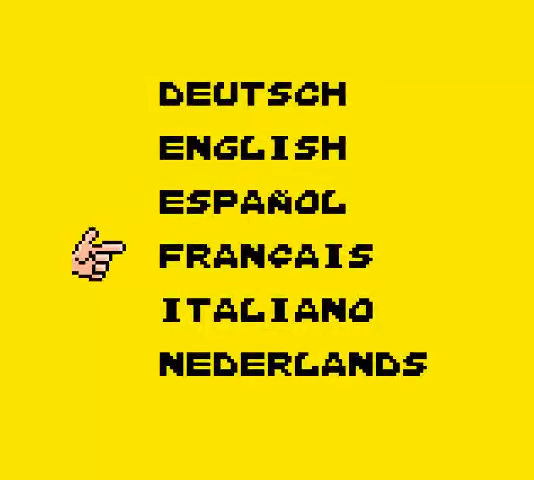 DEUTSCH
ENGLISH
ESPAÑOL
FRANÇAIS
ITALIANO
NEDERLANDS